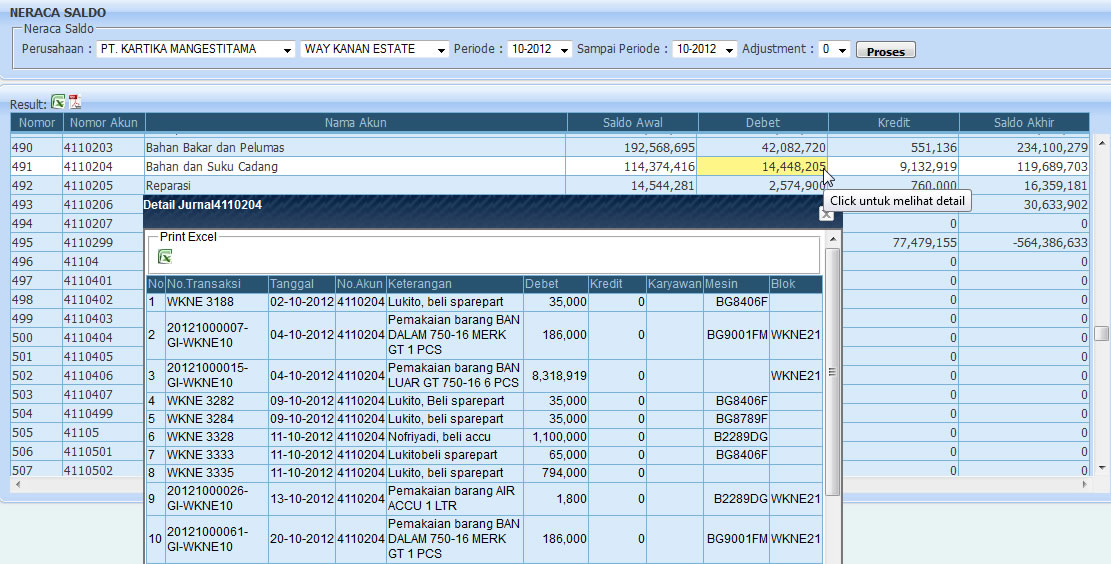 NERACA SALDO
Neraca Saldo
Perusahaan : PT. KARTIKA MANGESTITAMA WAY KANAN ESTATE Periode : 10-2012 Sampai Periode : 10-2012 Adjustment : 0 Proses
Result:
Nomor Nomor Akun Nama Akun Saldo Awal Debet Kredit Saldo Akhir
490 4110203 Bahan Bakar dan Pelumas 192,568,695 42,082,720 551,136 234,100,279
491 4110204 Bahan dan Suku Cadang 114,374,416 14,448,205 9,132,919 119,689,703
492 4110205 Reparasi 14,544,281 2,574,900 760,000 16,359,181
Click untuk melihat detail
493 4110206 30,633,902
494 4110207 0 0
495 4110299 77,479,155 -564,386,633
496 41104 0 0
497 4110401 0 0
498 4110402 0 0
499 4110403 0 0
500 4110404 0 0
501 4110405 0 0
502 4110406 0 0
503 4110407 0 0
504 4110499 0 0
505 41105 0 0
506 4110501 0 0
507 4110502 0 0
Detail Jurnal4110204
x
Print Excel
No No.Transaksi Tanggal No.Akun Keterangan Debet Kredit Karyawan Mesin Blok
1 WKNE 3188 02-10-2012 4110204 Lukito, beli sparepart 35,000 0 BG8406F
2 20121000007-GI-WKNE10 04-10-2012 4110204 Pemakaian barang BAN DALAM 750-16 MERK GT 1 PCS 186,000 0 BG9001FM WKNE21
3 20121000015-GI-WKNE10 04-10-2012 4110204 Pemakaian barang BAN LUAR GT 750-16 6 PCS 8,318,919 0 WKNE21
4 WKNE 3282 09-10-2012 4110204 Lukito, Beli sparepart 35,000 0 BG8406F
5 WKNE 3284 09-10-2012 4110204 Lukito, beli sparepart 35,000 0 BG8789F
6 WKNE 3328 11-10-2012 4110204 Nofriyadi, beli accu 1,100,000 0 B2289DG
7 WKNE 3333 11-10-2012 4110204 Lukitobeli sparepart 65,000 0 BG8406F
8 WKNE 3335 11-10-2012 4110204 Lukito, beli sparepart 794,000 0
9 20121000026-GI-WKNE10 13-10-2012 4110204 Pemakaian barang AIR ACCU 1 LTR 1,800 0 B2289DG WKNE21
10 20121000061-GI-WKNE10 20-10-2012 4110204 Pemakaian barang BAN DALAM 750-16 MERK GT 1 PCS 186,000 0 BG9001FM WKNE21